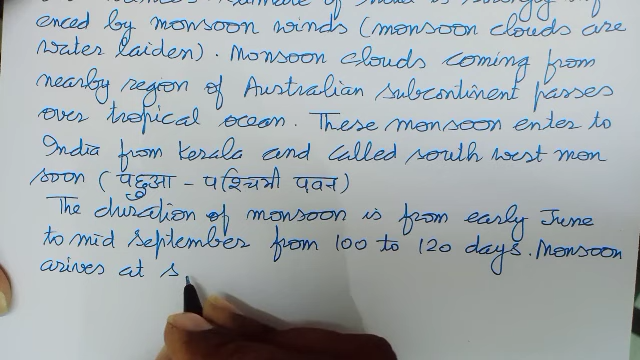 enced by monsoon winds (monsoon clouds are
water laiden). Monsoon clouds coming from
nearby region of Australian subcontinent passes
over tropical ocean. These monsoon enter to
India from Kerala and called south west mon
soon (पछुआ - पश्चिमी पवन)
The duration of monsoon is from early June
to mid september from 100 to 120 days. Monsoon
arives at s